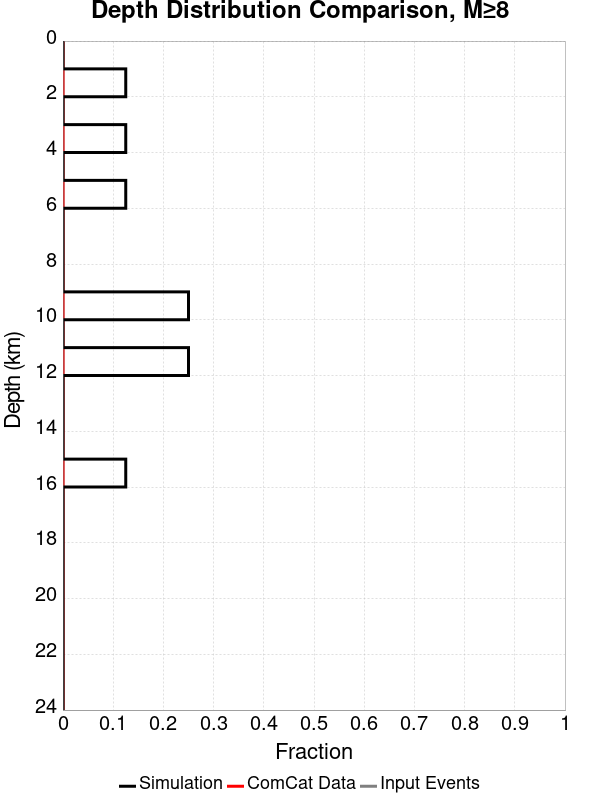 Depth Distribution Comparison, M≥8
0
2
4
6
8
10
12
14
16
18
20
22
24
Depth (km)
0 0.1 0.2 0.3 0.4 0.5 0.6 0.7 0.8 0.9 1
Fraction
Simulation ComCat Data Input Events